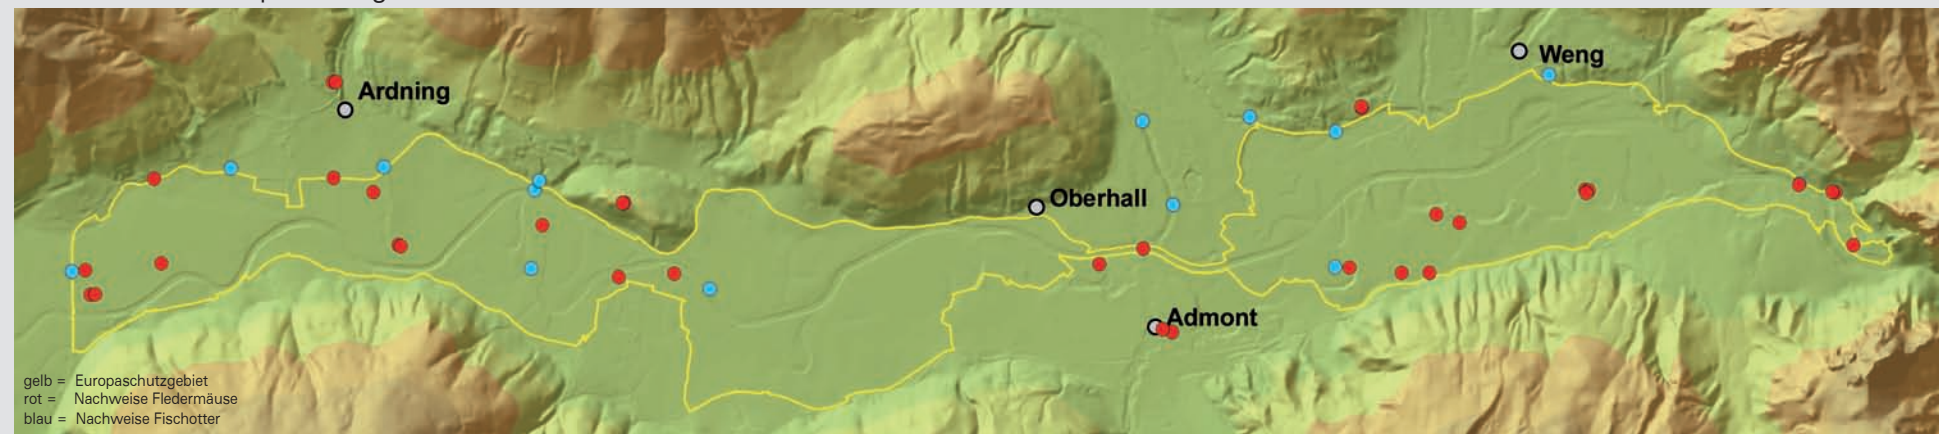 Weng
Ardning
Oberhall
Admont
gelb = Europaschutzgebiet
rot = Nachweise Fledermäuse
blau = Nachweise Fischotter